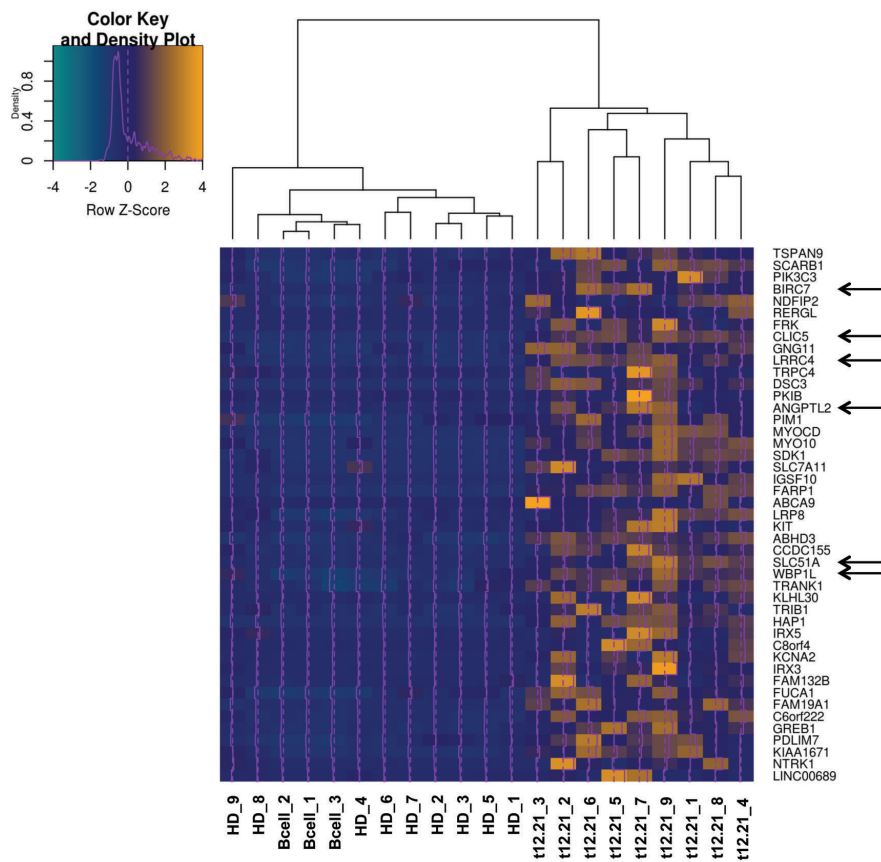 Color Key
and Density Plot
Density
0 0.4 0.8
-4 -2 0 2 4
Row Z-Score
TSPAN9
SCARB1
PIK3C3
BIRC7
NDFIP2
RERGL
FRK
CLIC5
GNG11
LRRC4
TRPC4
DSC3
PKIB
ANGPTL2
PIM1
MYOCD
MYO10
SDK1
SLC7A11
IGSF10
FARP1
ABCA9
LRP8
KIT
ABHD3
CCDC155
SLC51A
WBP1L
TRANK1
KLHL30
TRIB1
HAP1
IRX5
C8orf4
KCNA2
IRX3
FAM132B
FUCA1
FAM19A1
C6orf222
GREB1
PDLIM7
KIAA1671
NTRK1
LINC00689
HD_9
HD_8
Bcell_2
Bcell_1
Bcell_3
HD_4
HD_6
HD_7
HD_2
HD_3
HD_5
HD_1
t12.21_3
t12.21_2
t12.21_6
t12.21_5
t12.21_7
t12.21_9
t12.21_1
t12.21_8
t12.21_4